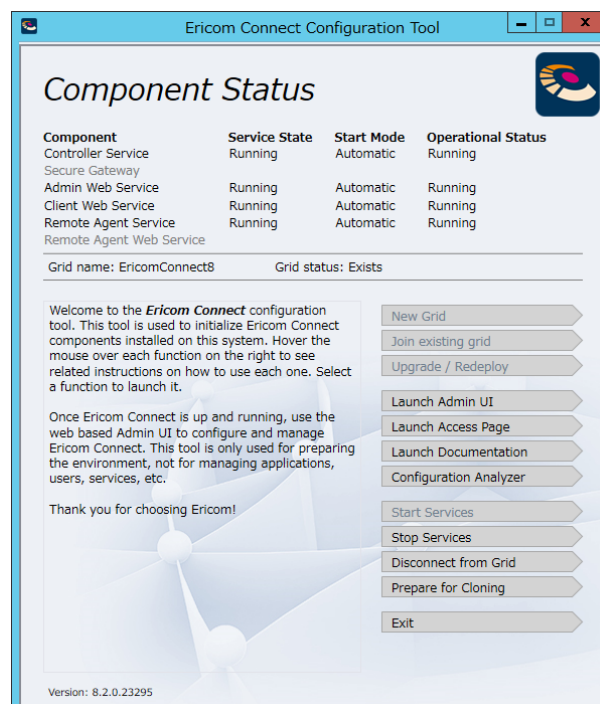 Ericom Connect Configuration Tool
Component Status
Component Service State Start Mode Operational Status
Controller Service Running Automatic Running
Secure Gateway
Admin Web Service Running Automatic Running
Client Web Service Running Automatic Running
Remote Agent Service Running Automatic Running
Remote Agent Web Service
Grid name: EricomConnect8 Grid status: Exists
Welcome to the Ericom Connect configuration
tool. This tool is used to initialize Ericom Connect
components installed on this system. Hover the
mouse over each function on the right to see
related instructions on how to use each one. Select
a function to launch it.
Once Ericom Connect is up and running, use the
web based Admin UI to configure and manage
Ericom Connect. This tool is only used for preparing
the environment, not for managing applications,
users, services, etc.
Thank you for choosing Ericom!
New Grid
Join existing grid
Upgrade / Redeploy
Launch Admin UI
Launch Access Page
Launch Documentation
Configuration Analyzer
Start Services
Stop Services
Disconnect from Grid
Prepare for Cloning
Exit
Version: 8.2.0.23295